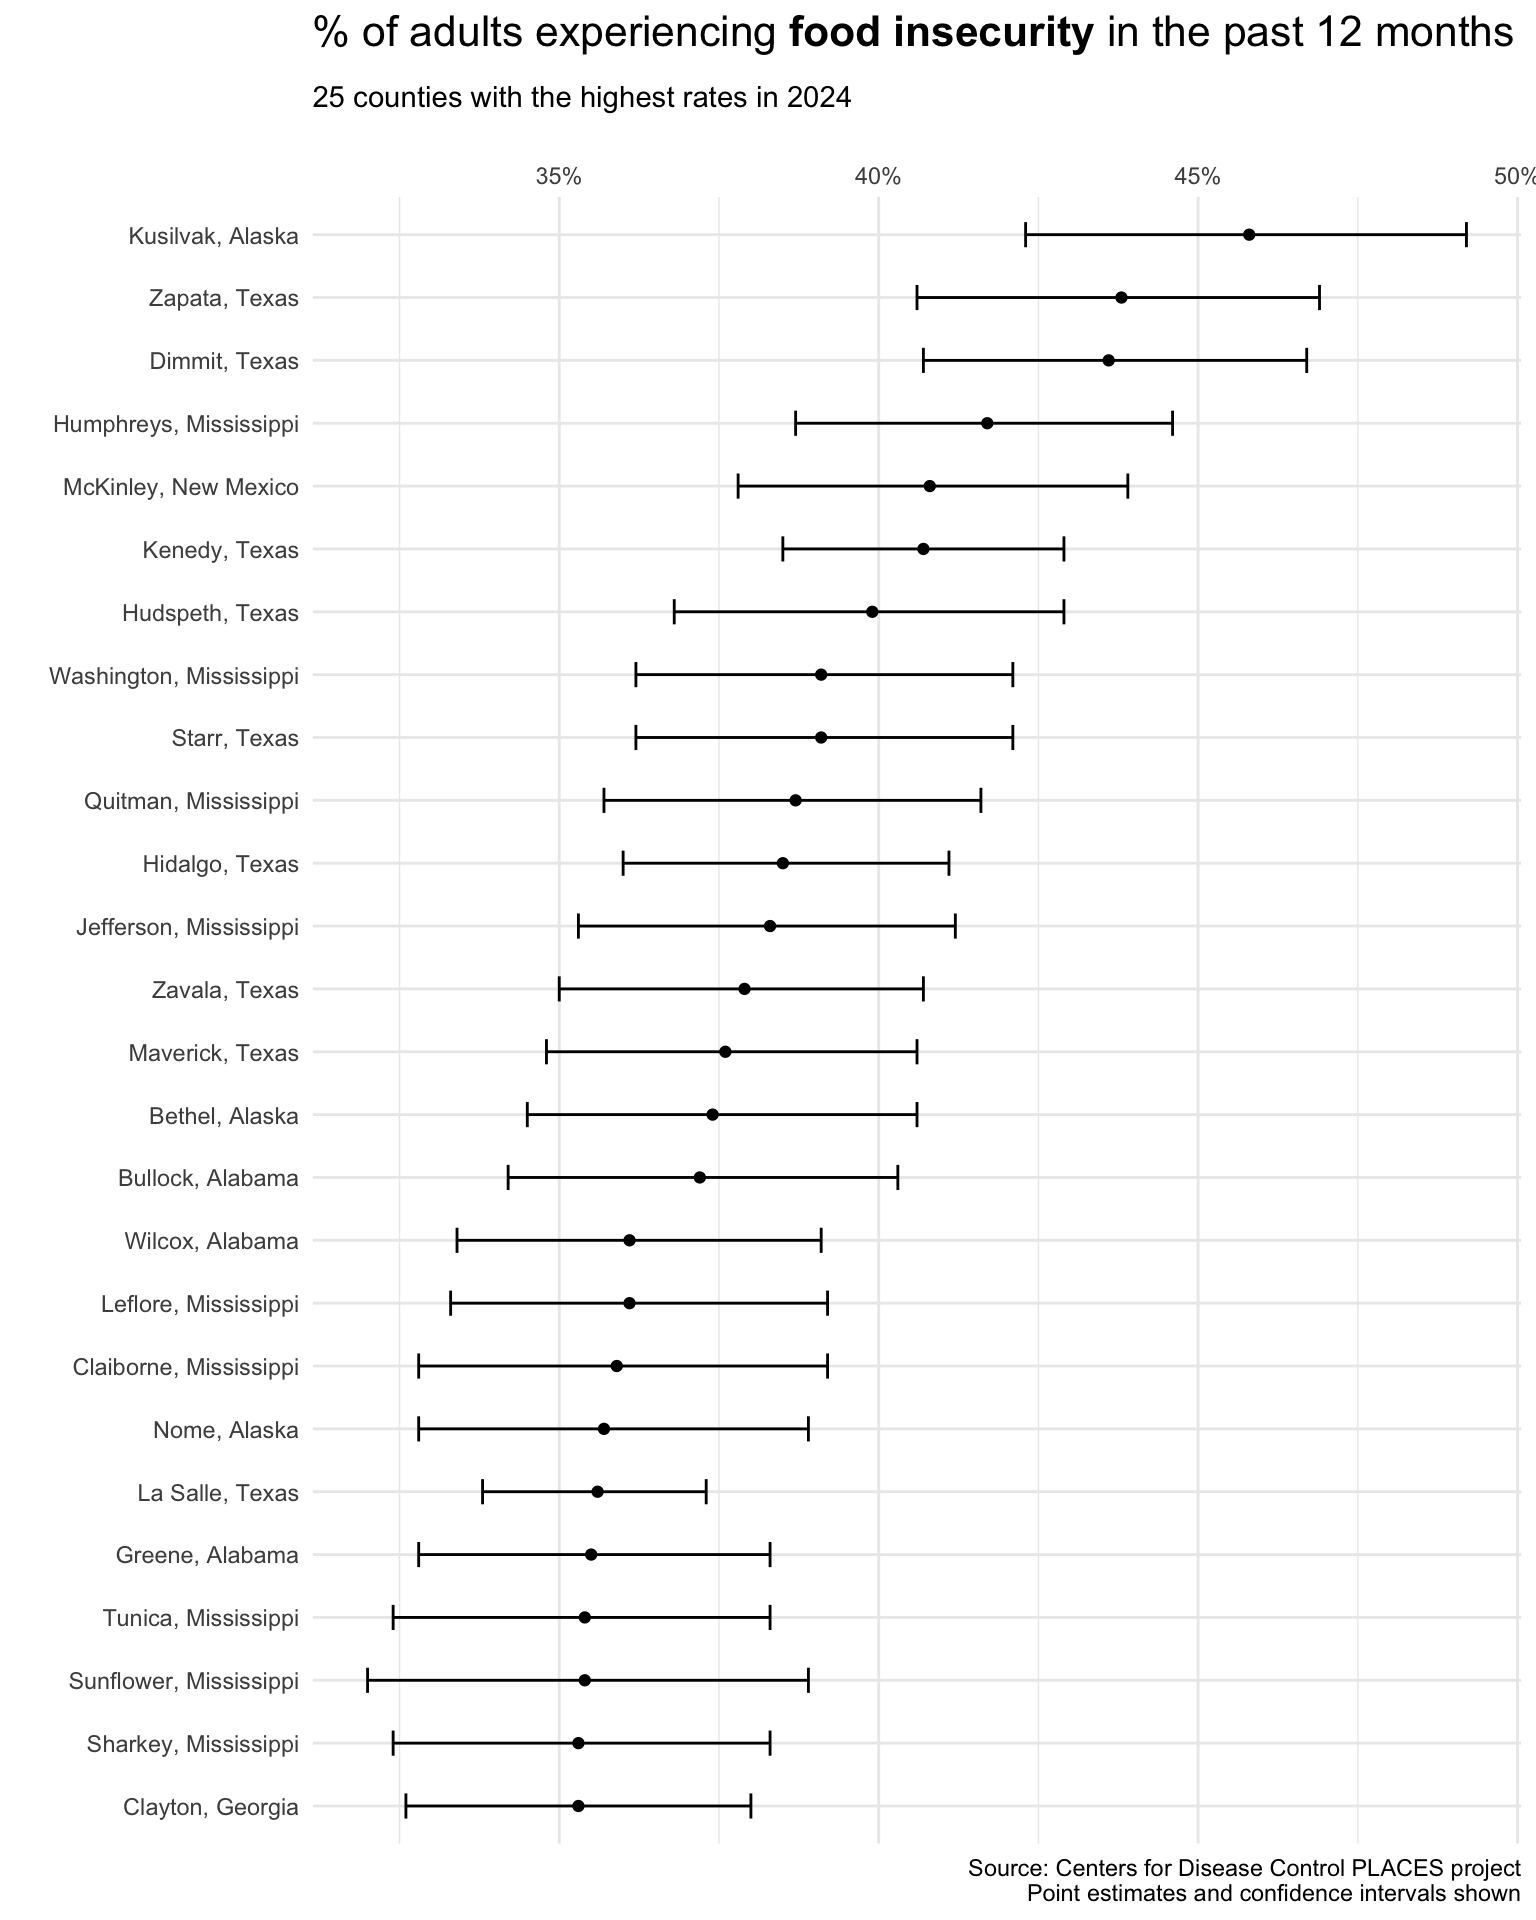 % of adults experiencing food insecurity in the past 12 months
25 counties with the highest rates in 2024
35% 40% 45% 50%
Kusilvak, Alaska
Zapata, Texas
Dimmit, Texas
Humphreys, Mississippi
McKinley, New Mexico
Kenedy, Texas
Hudspeth, Texas
Washington, Mississippi
Starr, Texas
Quitman, Mississippi
Hidalgo, Texas
Jefferson, Mississippi
Zavala, Texas
Maverick, Texas
Bethel, Alaska
Bullock, Alabama
Wilcox, Alabama
Leflore, Mississippi
Claiborne, Mississippi
Nome, Alaska
La Salle, Texas
Greene, Alabama
Tunica, Mississippi
Sunflower, Mississippi
Sharkey, Mississippi
Clayton, Georgia
Source: Centers for Disease Control PLACES project
Point estimates and confidence intervals shown